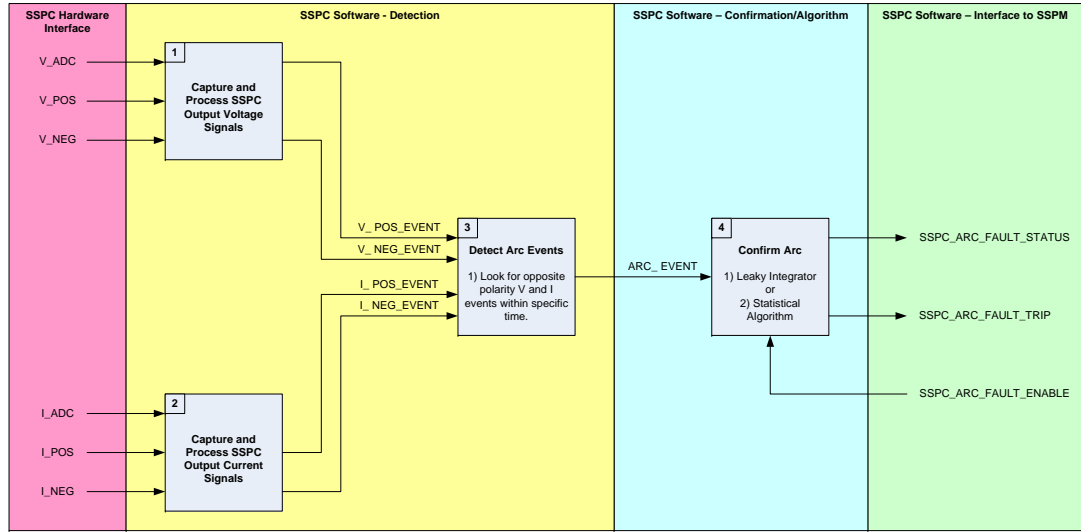 SSPC Hardware
Interface
SSPC Software - Detection
SSPC Software – Confirmation/Algorithm
SSPC Software – Interface to SSPM
V_ADC
V_POS
V_NEG
1
Capture and
Process SSPC
Output Voltage
Signals
V_ POS_EVENT
V_ NEG_EVENT
I_ POS_EVENT
I_ NEG_EVENT
3
Detect Arc Events
1) Look for opposite
polarity V and I
events within specific
time.
ARC_ EVENT
4
Confirm Arc
1) Leaky Integrator
or
2) Statistical
Algorithm
SSPC_ARC_FAULT_STATUS
SSPC_ARC_FAULT_TRIP
SSPC_ARC_FAULT_ENABLE
I_ADC
I_POS
I_NEG
2
Capture and
Process SSPC
Output Current
Signals